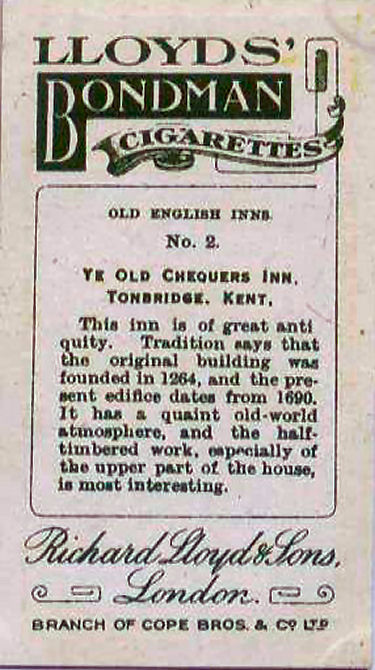 LLOYDS'
BONDMAN
CIGARETTES
OLD ENGLISH INNS
No. 2.
YE OLD CHEQUERS INN,
TONBRIDGE, KENT,
This inn is of great anti
quity. Tradition says that
the original building was
founded in 1264, and the pre-
sent edifice dates from 1690.
It has a quaint old-world
atmosphere, and the half-
timbered work, especially of
the upper part of the house,
is most interesting.
Richard Lloyd & Sons,
London.
BRANCH OF COPE BROS. & CO LTD